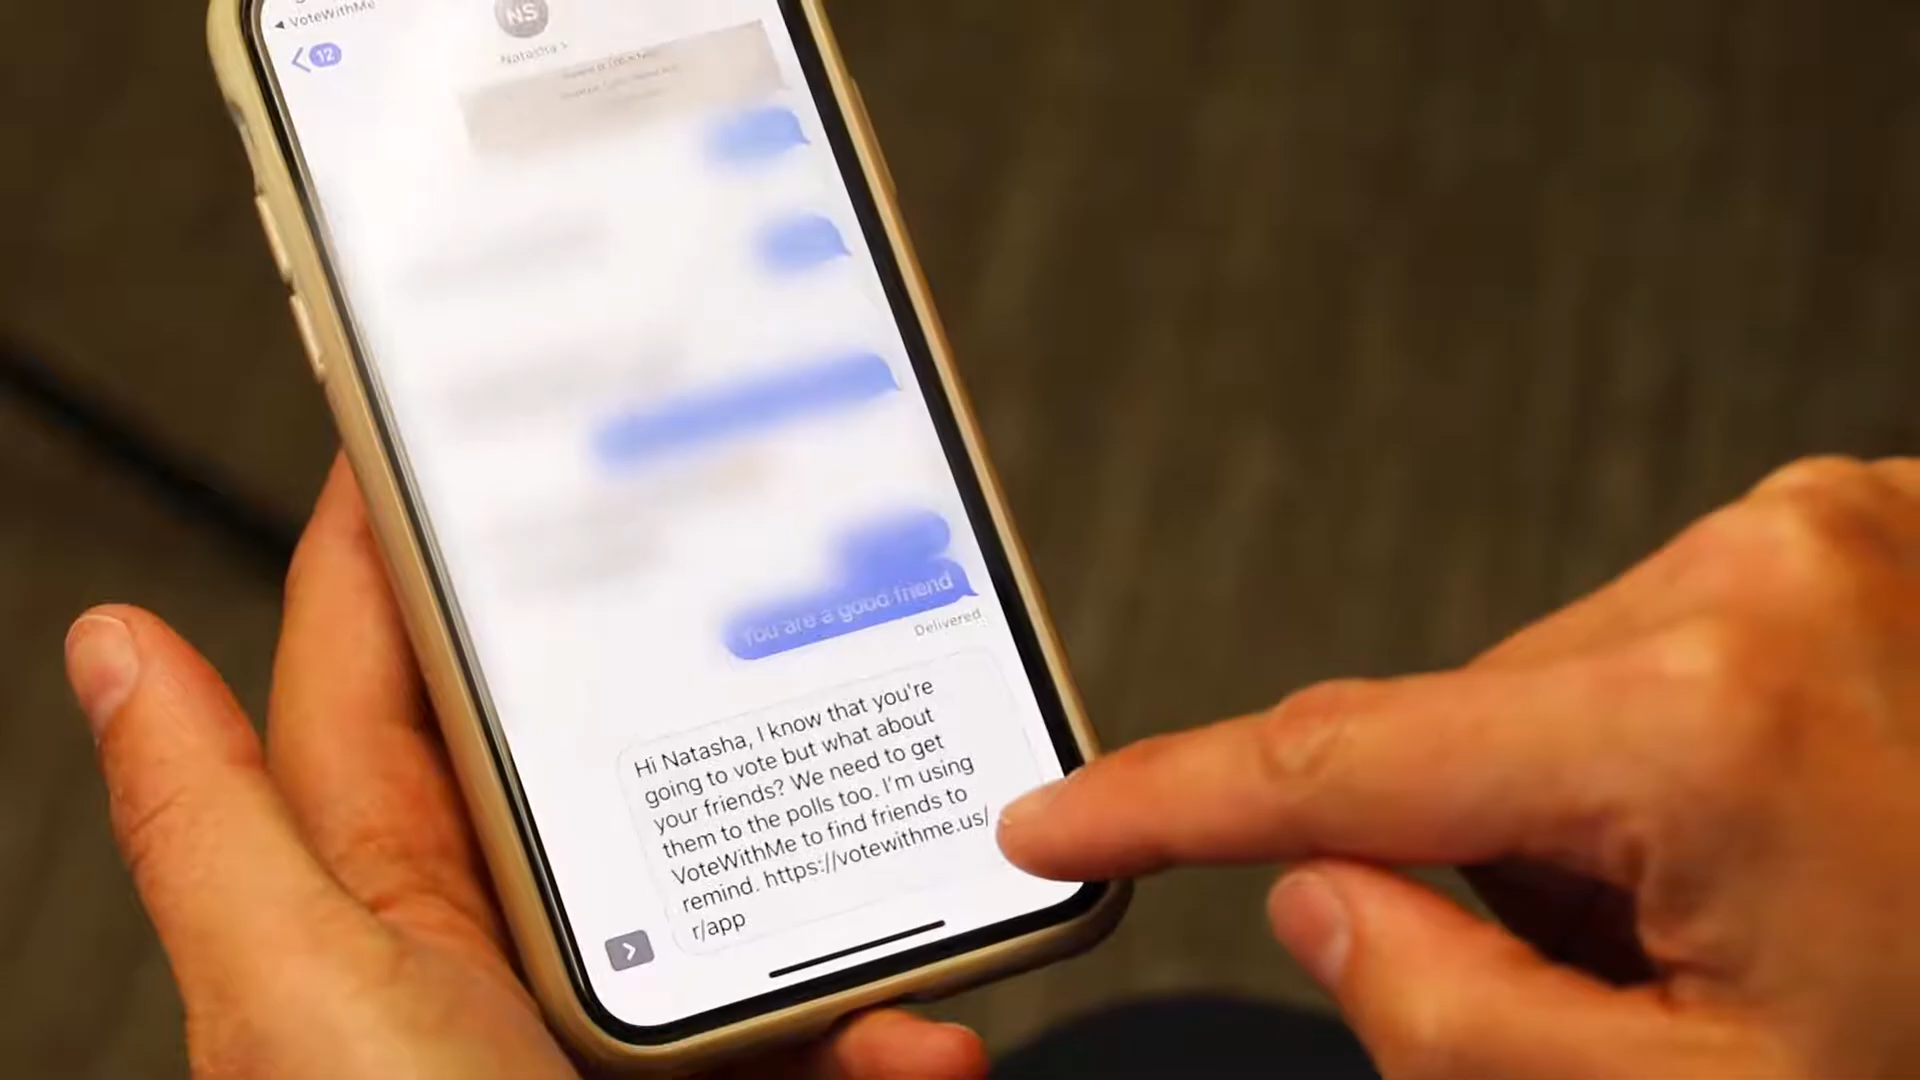 VoteWithMe
12
NS
Natasha
You are a good friend
Delivered
Hi Natasha, I know that you're
going to vote but what about
your friends? We need to get
them to the polls too. I'm using
VoteWithMe to find friends to
remind. https://votewithme.us/
r/app